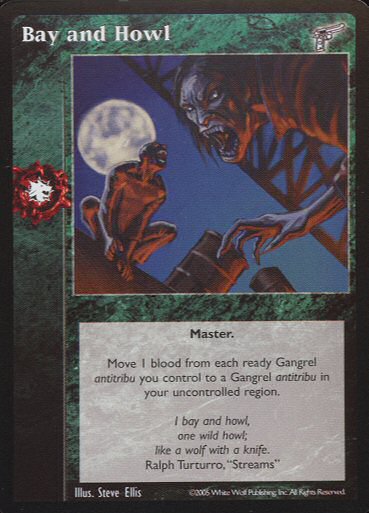 Bay and Howl
Master.
Move 1 blood from each ready Gangrel
antitribu you control to a Gangrel antitribu in
your uncontrolled region.
I bay and howl,
one wild howl;
like a wolf with a knife.
Ralph Turturro, "Streams"
Illus. Steve Ellis
©2005 White Wolf Publishing, Inc. All Rights Reserved.